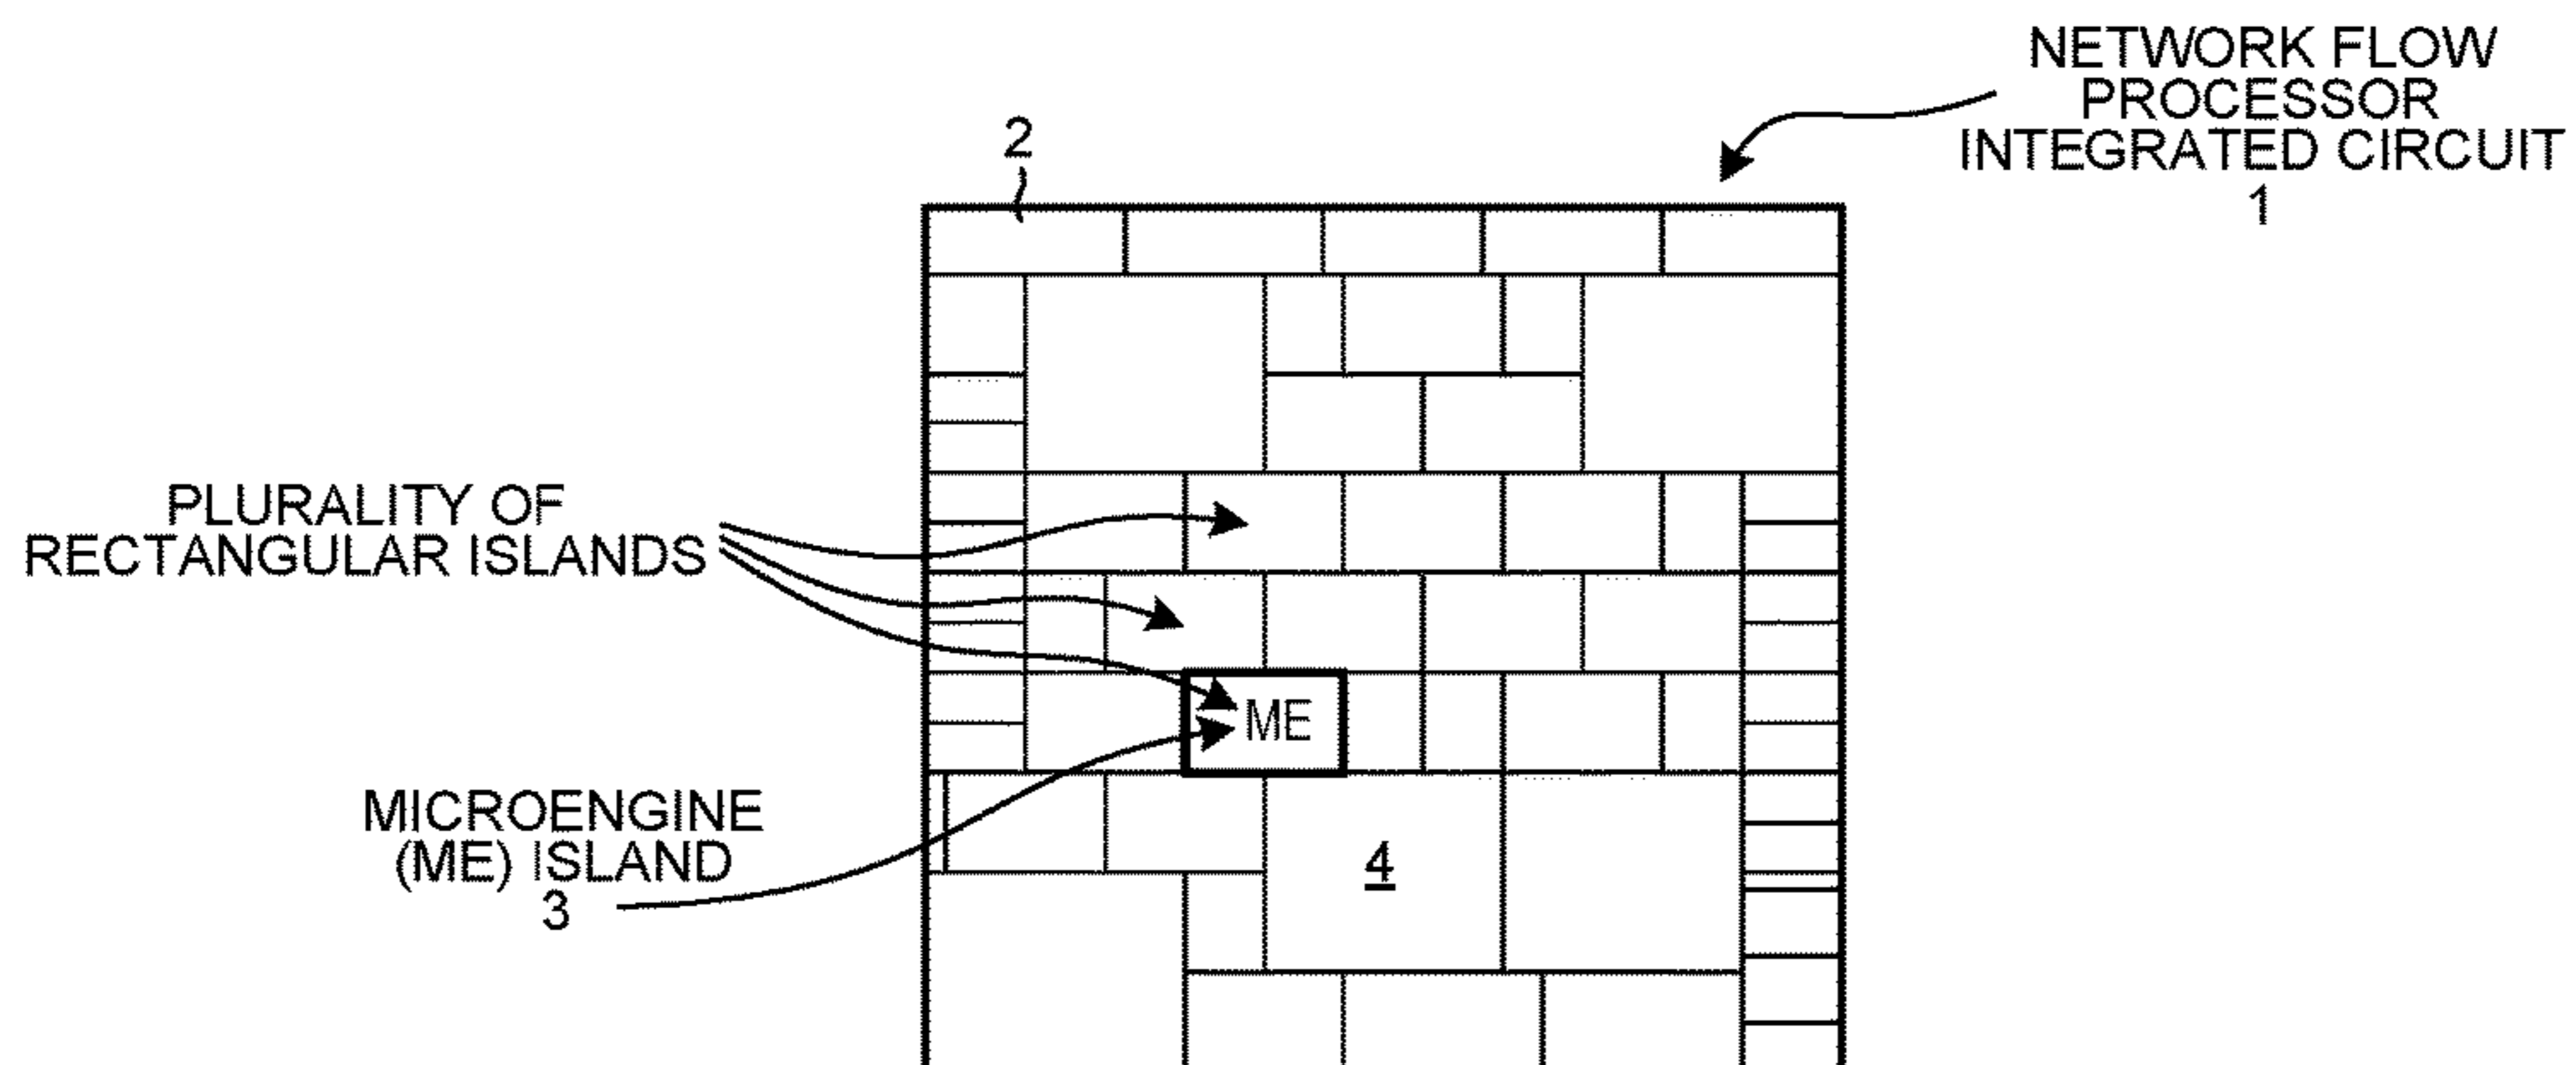 NETWORK FLOW
PROCESSOR
INTEGRATED CIRCUIT
1
2
PLURALITY OF
RECTANGULAR ISLANDS
ME
MICROENGINE
(ME) ISLAND
3
4